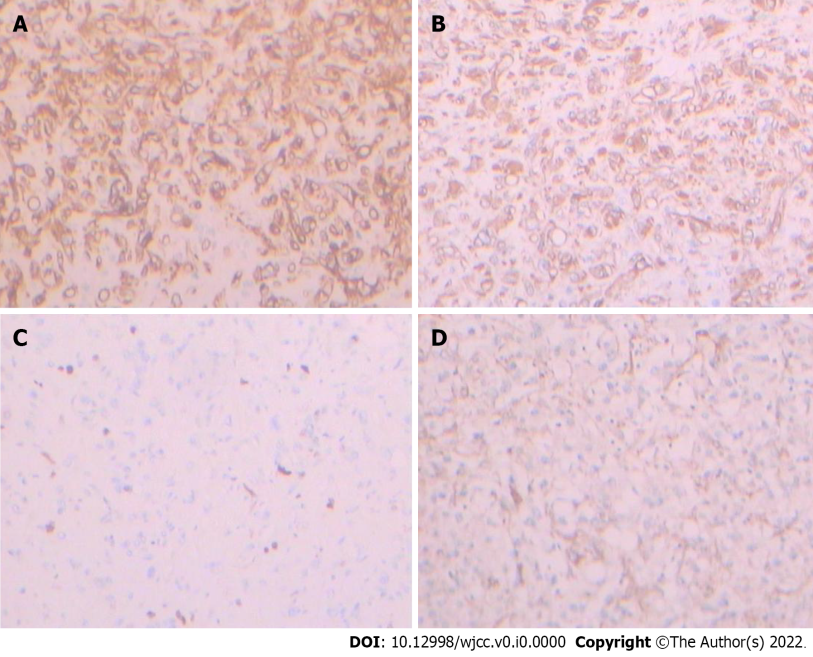 A
B
C
D
DOI: 10.12998/wjcc.v0.i0.0000 Copyright ©The Author(s) 2022.